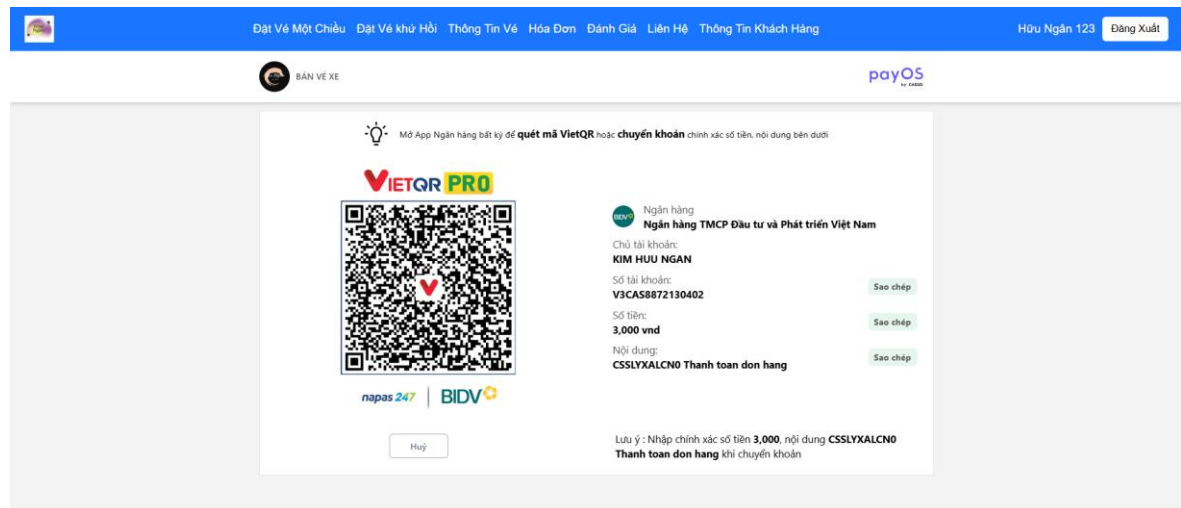 Đặt Vé Một Chiều Đặt Vé khứ Hồi Thông Tin Vé Hóa Đơn Đánh Giá Liên Hệ Thông Tin Khách Hàng Hữu Ngân 123 Đăng Xuất
BÁN VÉ XE payOS
by CASSO
Mở App Ngân hàng bất kỳ để quét mã VietQR hoặc chuyển khoản chính xác số tiền, nội dung bên dưới
VIETQR PRO
Ngân hàng
BIDV Ngân hàng TMCP Đầu tư và Phát triển Việt Nam
Chủ tài khoản:
KIM HUU NGAN
Số tài khoản:
V3CAS8872130402 Sao chép
Số tiền:
3,000 vnd Sao chép
Nội dung:
CSSLYXALCN0 Thanh toan don hang Sao chép
napas 247 BIDV
Huỷ
Lưu ý : Nhập chính xác số tiền 3,000, nội dung CSSLYXALCN0
Thanh toan don hang khi chuyển khoản